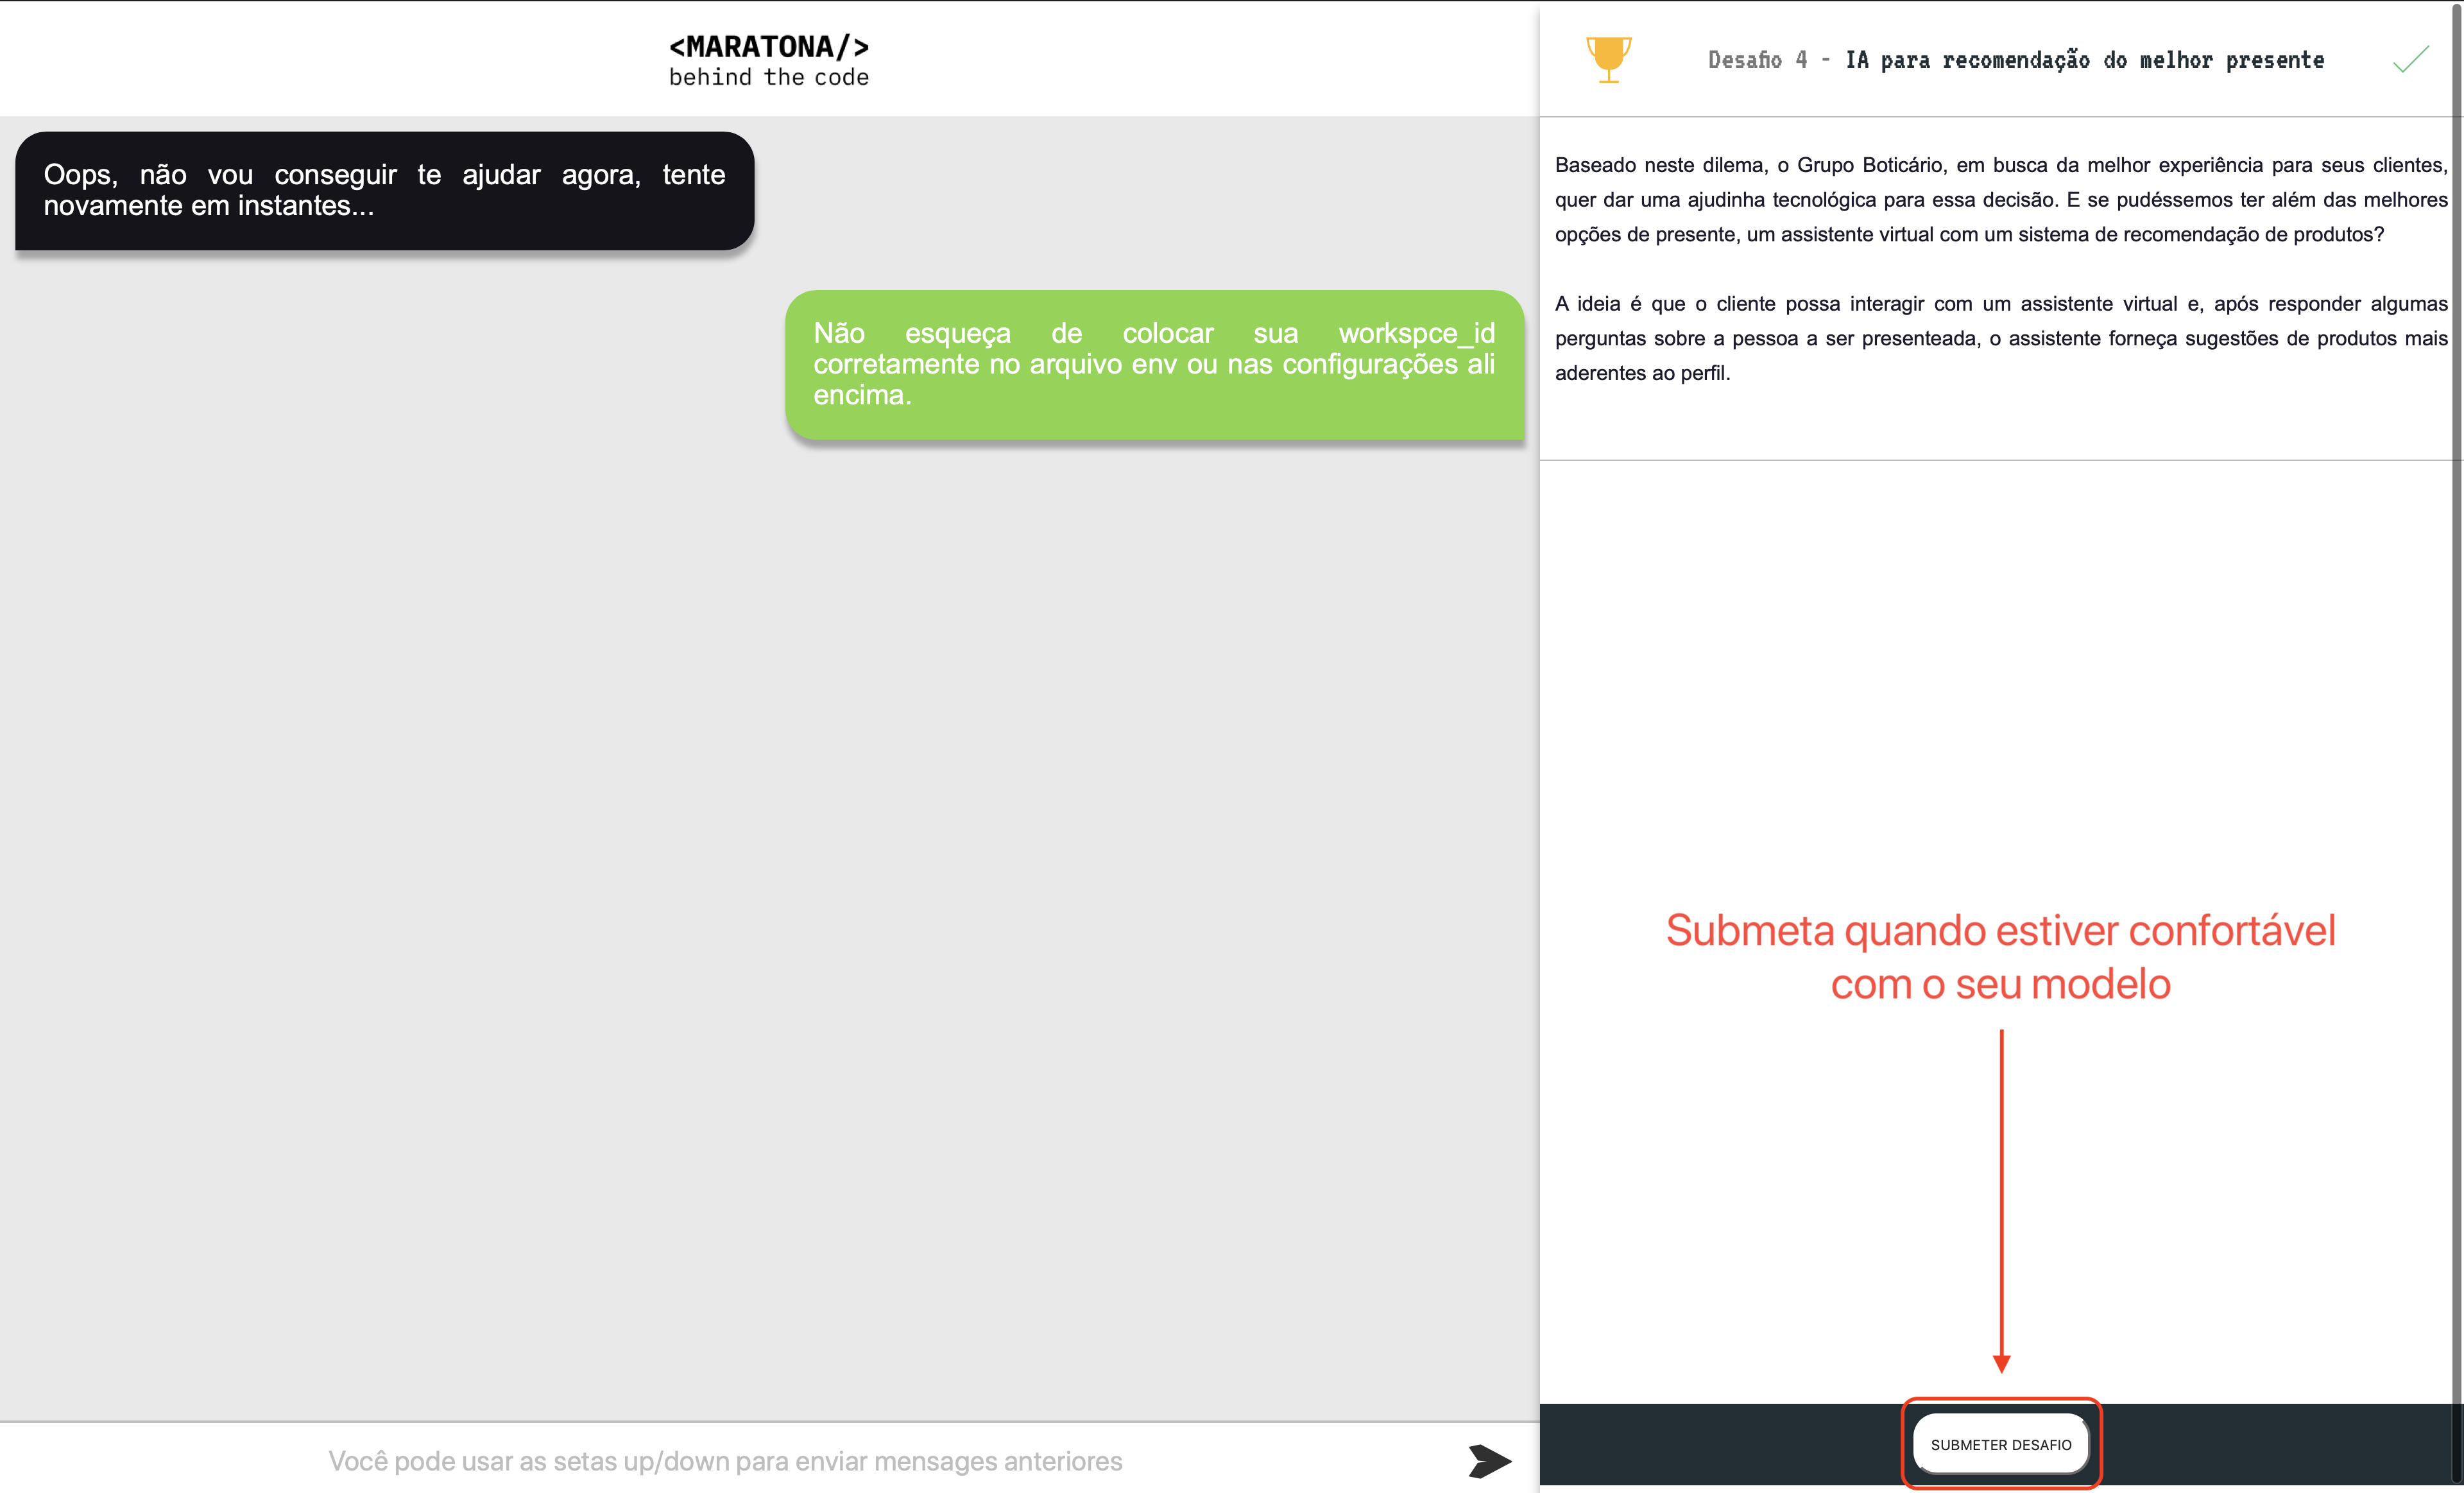 <MARATONA/>
behind the code
Oops, não vou conseguir te ajudar agora, tente
novamente em instantes...
Não esqueça de colocar sua workspce_id
corretamente no arquivo env ou nas configurações ali
encima.
Você pode usar as setas up/down para enviar mensages anteriores
Desafio 4 - IA para recomendação do melhor presente
Baseado neste dilema, o Grupo Boticário, em busca da melhor experiência para seus clientes,
quer dar uma ajudinha tecnológica para essa decisão. E se pudéssemos ter além das melhores
opções de presente, um assistente virtual com um sistema de recomendação de produtos?
A ideia é que o cliente possa interagir com um assistente virtual e, após responder algumas
perguntas sobre a pessoa a ser presenteada, o assistente forneça sugestões de produtos mais
aderentes ao perfil.
Submeta quando estiver confortável
com o seu modelo
SUBMETER DESAFIO